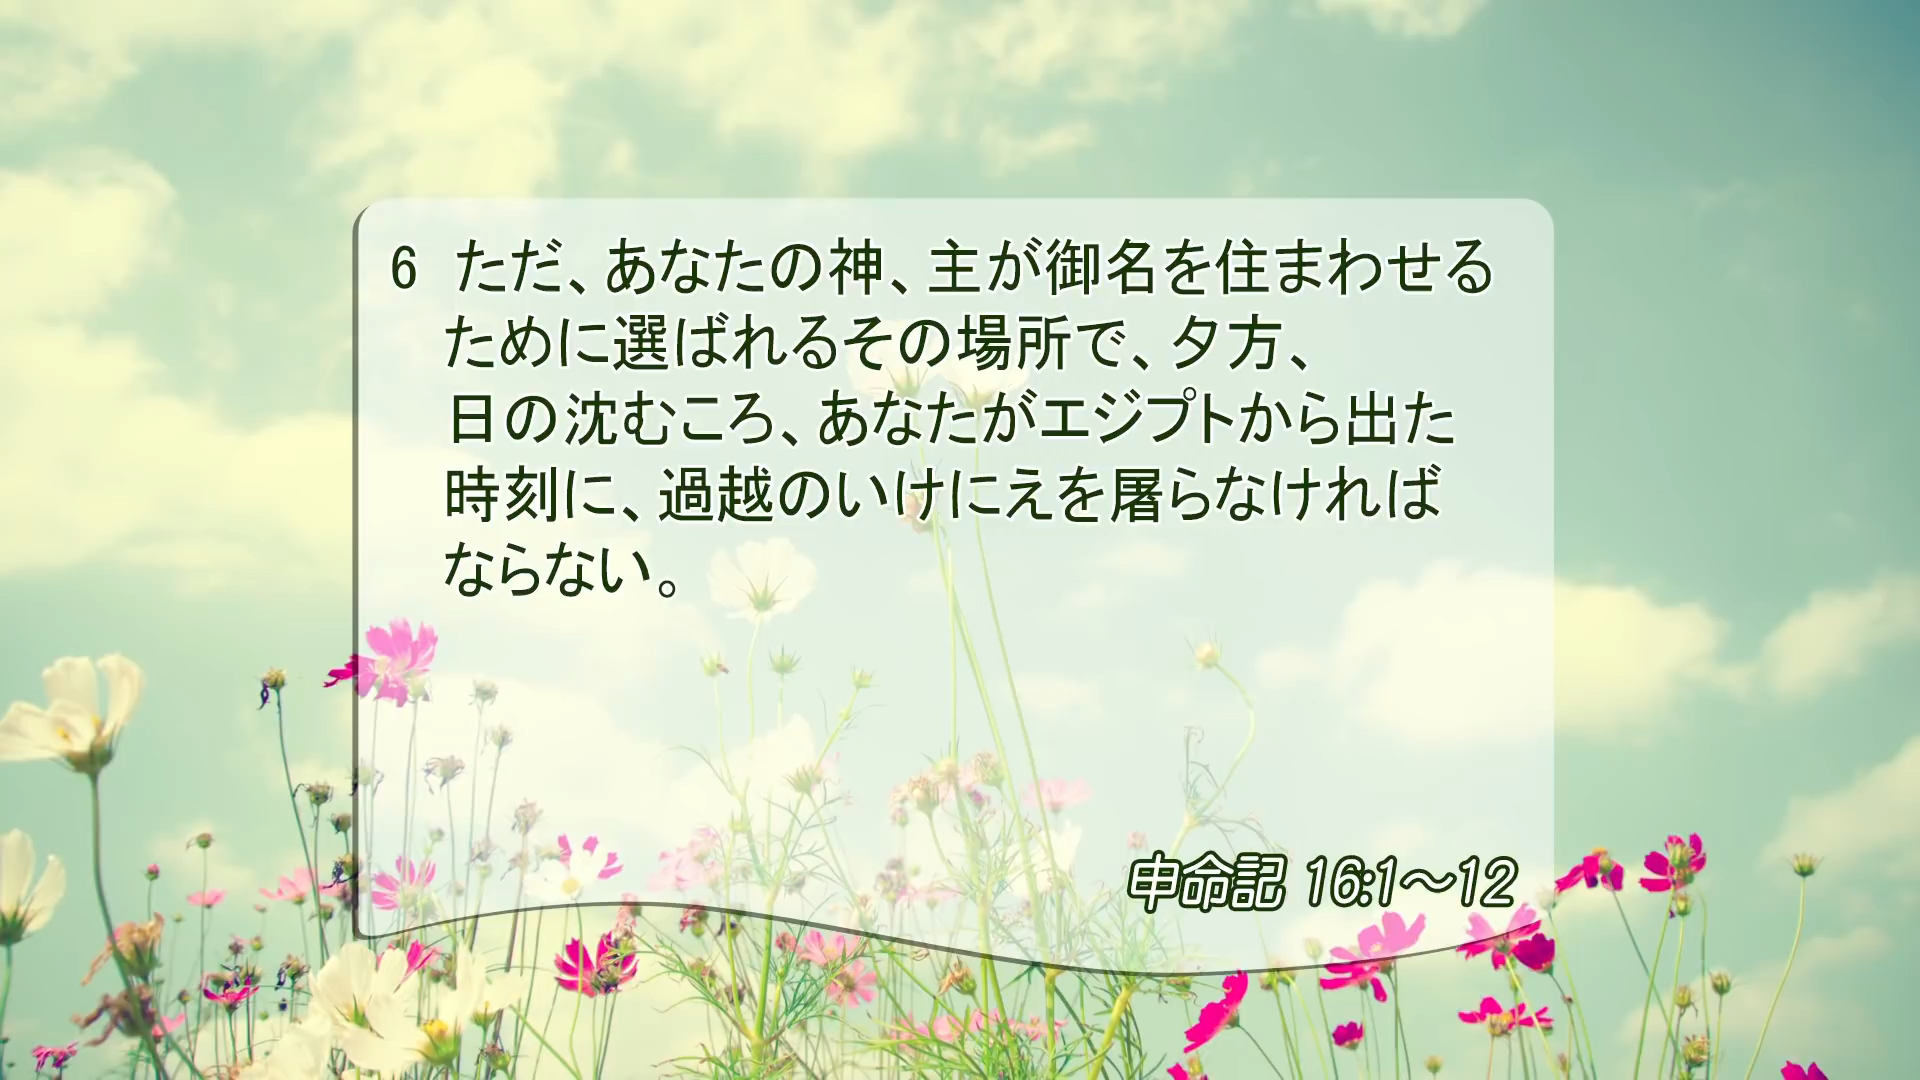 6 ただ、あなたの神、主が御名を住まわせる
ために選ばれるその場所で、夕方、
日の沈むころ、あなたがエジプトから出た
時刻に、過越のいけにえを屠らなければ
ならない。
申命記 16:1～12